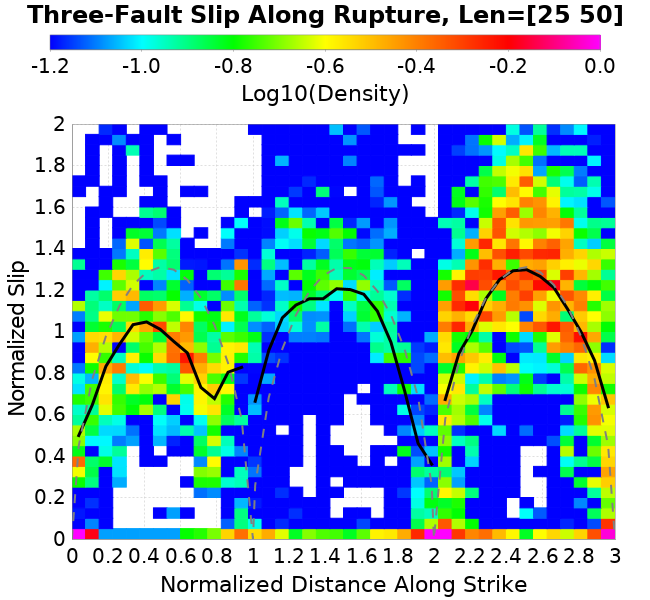 Three-Fault Slip Along Rupture, Len=[25 50]
-1.2 -1.0 -0.8 -0.6 -0.4 -0.2 0.0
Log10(Density)
2
1.8
1.6
1.4
1.2
1
0.8
0.6
0.4
0.2
0
Normalized Slip
0 0.2 0.4 0.6 0.8 1 1.2 1.4 1.6 1.8 2 2.2 2.4 2.6 2.8 3
Normalized Distance Along Strike